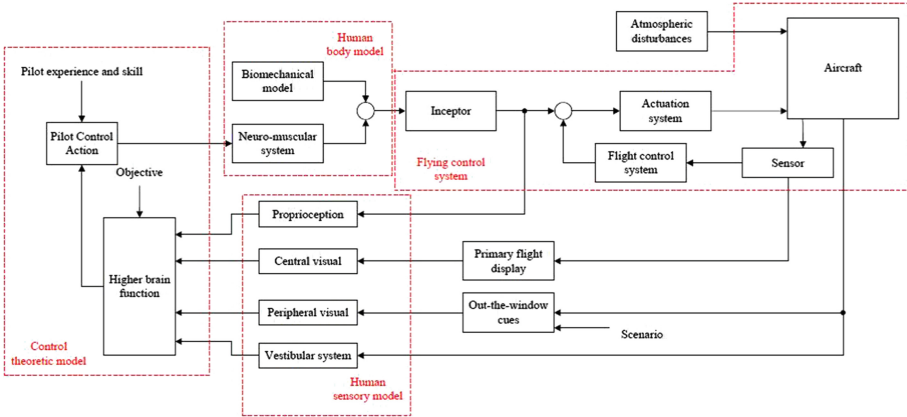 Human
body model
Atmospheric
disturbances
Aircraft
Pilot experience and skill
Biomechanical
model
Inceptor
Actuation
system
Pilot Control
Action
Neuro-muscular
system
Flying control
system
Flight control
system
Sensor
Objective
Proprioception
Higher brain
function
Central visual
Primary flight
display
Peripheral visual
Out-the-window
cues
Scenario
Control
theoretic model
Vestibular system
Human
sensory model